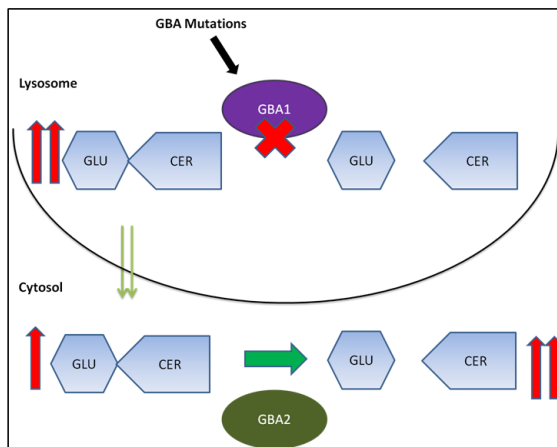 GBA Mutations
Lysosome
GBA1
GLU
CER
GLU
CER
Cytosol
GLU
CER
GLU
CER
GBA2